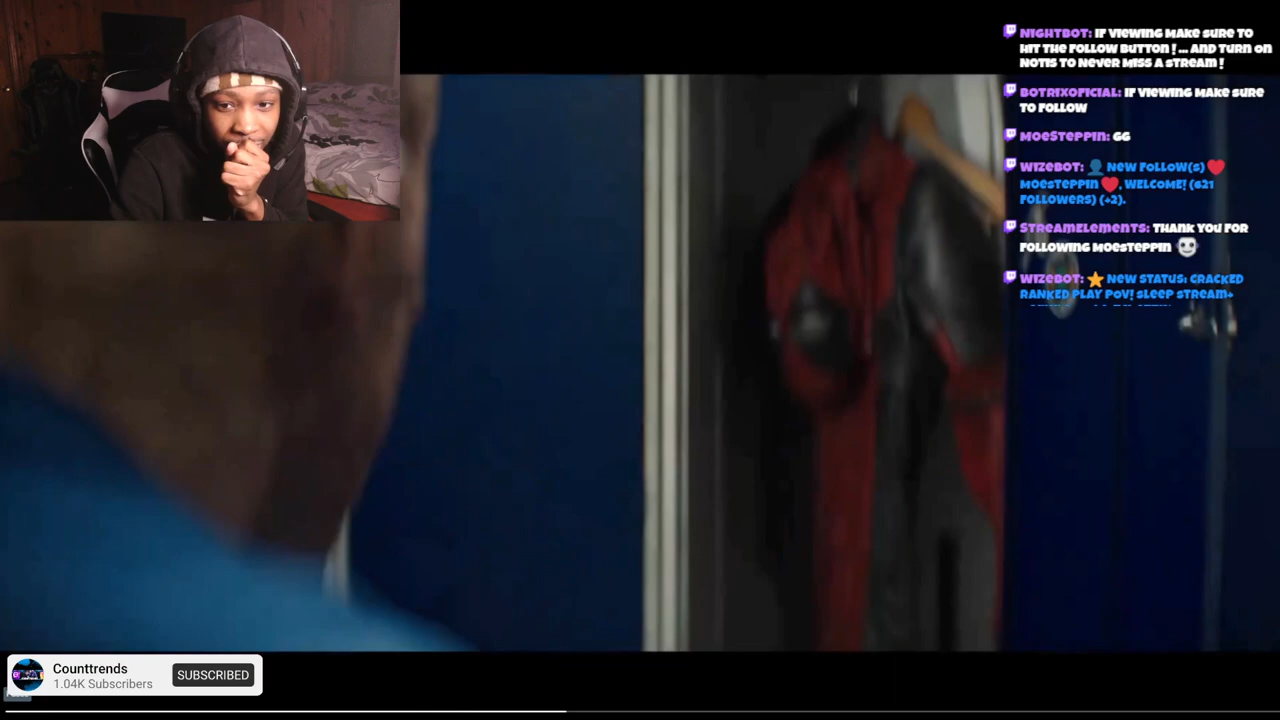 NIGHTBOT: IF VIEWING MAKE SURE TO
HIT THE FOLLOW BUTTON! ... AND TURN ON
NOTIS TO NEVER MISS A STREAM!
BOTRIXOFICIAL: IF VIEWING MAKE SURE
TO FOLLOW
MOESTEPPIN: GG
WIZEBOT: 👤 NEW FOLLOW(S) ❤️
MOESTEPPIN ❤️, WELCOME! (621
FOLLOWERS) (+2).
STREAMELEMENTS: THANK YOU FOR
FOLLOWING MOESTEPPIN
WIZEBOT: ⭐ NEW STATUS: CRACKED
RANKED PLAY POV! SLEEP STREAM+
Counttrends
1.04K Subscribers
SUBSCRIBED